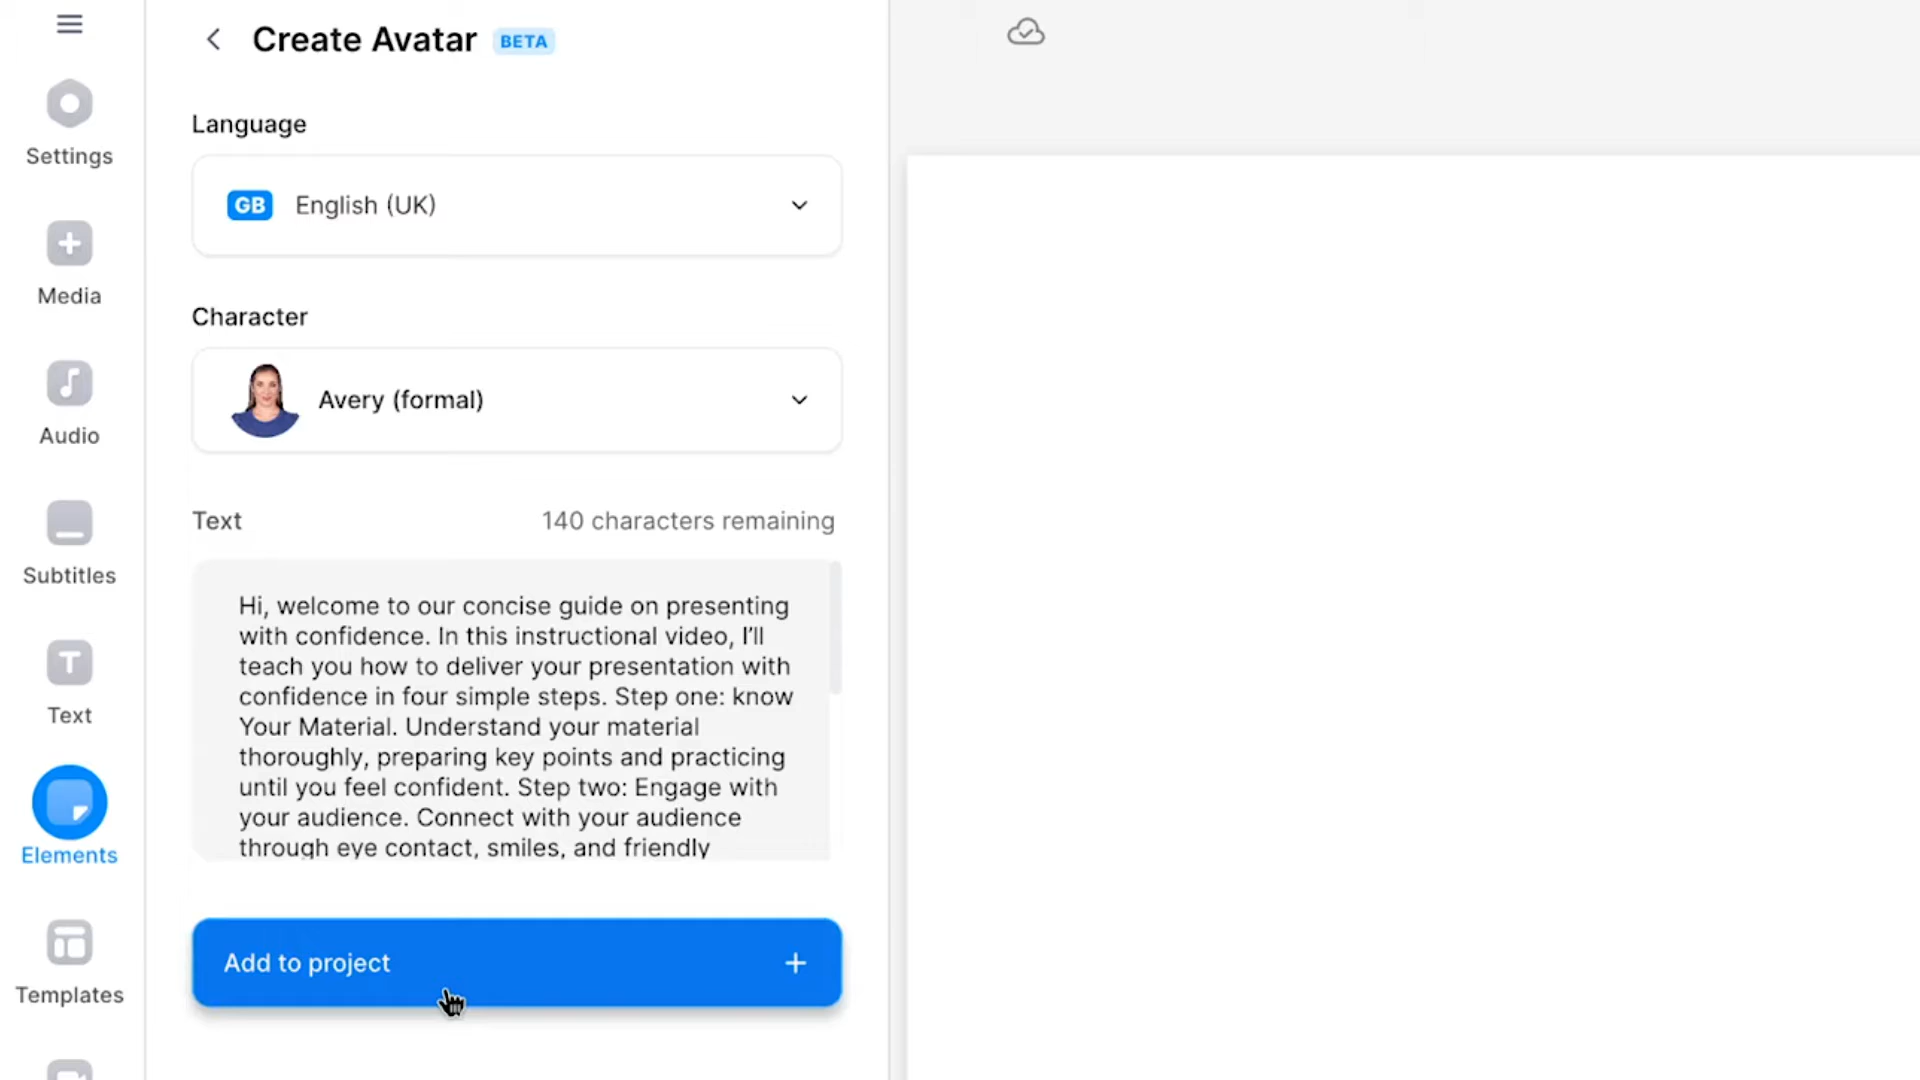 Create Avatar BETA
Settings
Media
Audio
Subtitles
Text
Elements
Templates
Language
GB English (UK)
Character
Avery (formal)
Text 140 characters remaining
Hi, welcome to our concise guide on presenting
with confidence. In this instructional video, I'll
teach you how to deliver your presentation with
confidence in four simple steps. Step one: know
Your Material. Understand your material
thoroughly, preparing key points and practicing
until you feel confident. Step two: Engage with
your audience. Connect with your audience
through eye contact, smiles, and friendly
Add to project